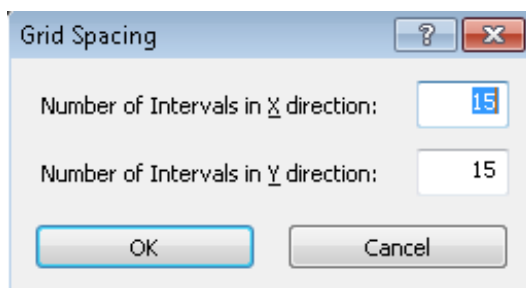 Grid Spacing
Number of Intervals in X direction: 15
Number of Intervals in Y direction: 15
OK Cancel